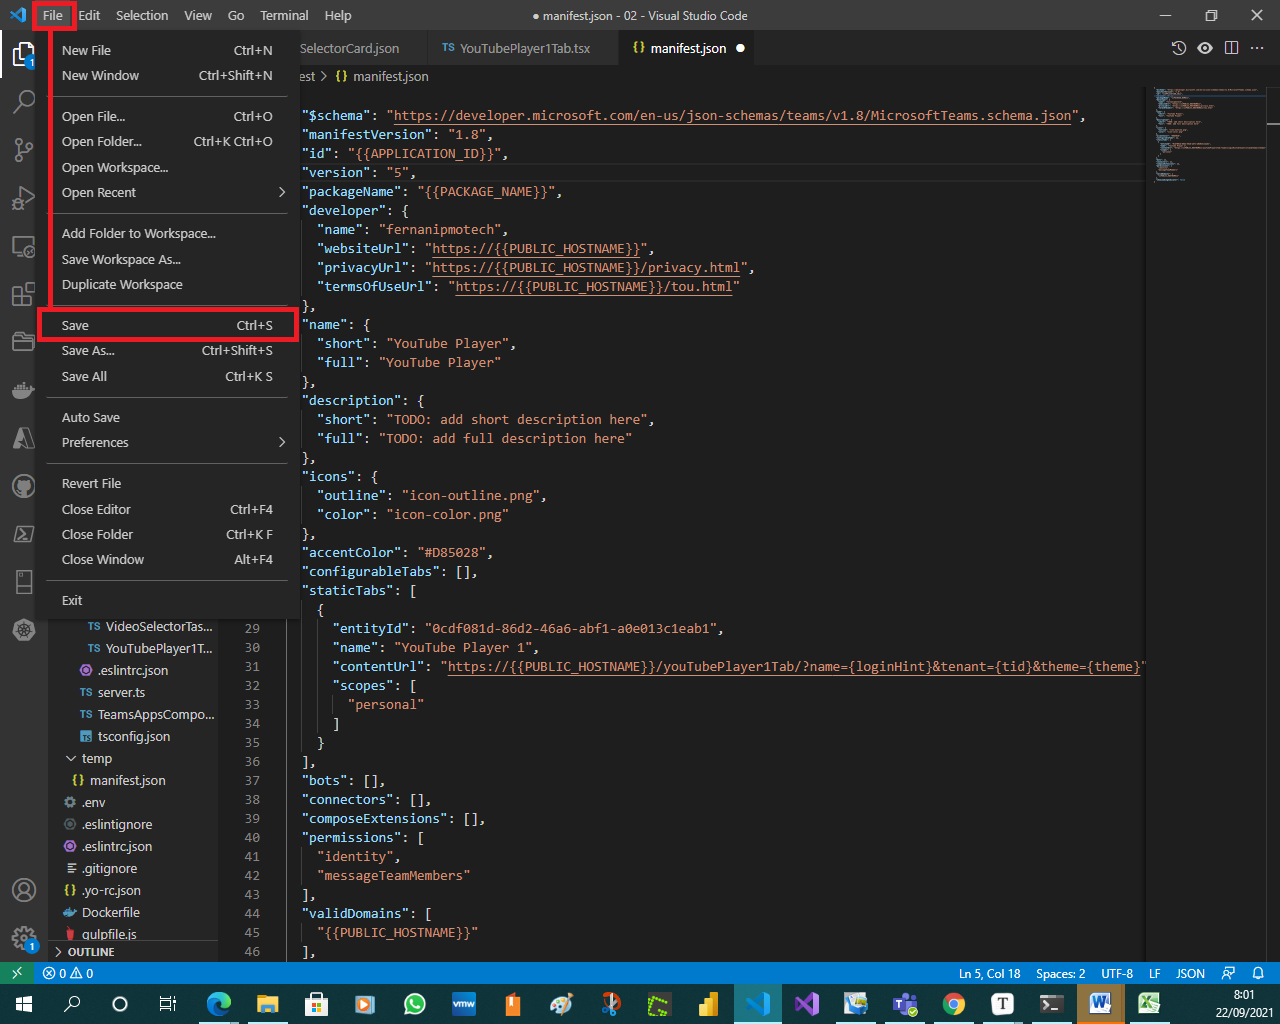 File Edit Selection View Go Terminal Help
● manifest.json - 02 - Visual Studio Code
SelectorCard.json
TS YouTubePlayer1Tab.tsx
{} manifest.json ●
est > {} manifest.json
New File Ctrl+N
New Window Ctrl+Shift+N
Open File... Ctrl+O
Open Folder... Ctrl+K Ctrl+O
Open Workspace...
Open Recent >
Add Folder to Workspace...
Save Workspace As...
Duplicate Workspace
Save Ctrl+S
Save As... Ctrl+Shift+S
Save All Ctrl+K S
Auto Save
Preferences >
Revert File
Close Editor Ctrl+F4
Close Folder Ctrl+K F
Close Window Alt+F4
Exit
TS VideoSelectorTas...
TS YouTubePlayer1T...
.eslintrc.json
TS server.ts
TS TeamsAppsCompo...
TS tsconfig.json
temp
{} manifest.json
.env
.eslintignore
.eslintrc.json
.gitignore
{} .yo-rc.json
Dockerfile
gulpfile.js
> OUTLINE
"$schema": "https://developer.microsoft.com/en-us/json-schemas/teams/v1.8/MicrosoftTeams.schema.json",
"manifestVersion": "1.8",
"id": "{{APPLICATION_ID}}",
"version": "5",
"packageName": "{{PACKAGE_NAME}}",
"developer": {
"name": "fernanipmotech",
"websiteUrl": "https://{{PUBLIC_HOSTNAME}}",
"privacyUrl": "https://{{PUBLIC_HOSTNAME}}/privacy.html",
"termsOfUseUrl": "https://{{PUBLIC_HOSTNAME}}/tou.html"
},
"name": {
"short": "YouTube Player",
"full": "YouTube Player"
},
"description": {
"short": "TODO: add short description here",
"full": "TODO: add full description here"
},
"icons": {
"outline": "icon-outline.png",
"color": "icon-color.png"
},
"accentColor": "#D85028",
"configurableTabs": [],
"staticTabs": [
{
29 "entityId": "0cdf081d-86d2-46a6-abf1-a0e013c1eab1",
30 "name": "YouTube Player 1",
31 "contentUrl": "https://{{PUBLIC_HOSTNAME}}/youTubePlayer1Tab/?name={loginHint}&tenant={tid}&theme={theme}"
32 "scopes": [
33 "personal"
34 ]
35 }
36 ],
37 "bots": [],
38 "connectors": [],
39 "composeExtensions": [],
40 "permissions": [
41 "identity",
42 "messageTeamMembers"
43 ],
44 "validDomains": [
45 "{{PUBLIC_HOSTNAME}}"
46 ],
0 0
Ln 5, Col 18 Spaces: 2 UTF-8 LF JSON
8:01
22/09/2021